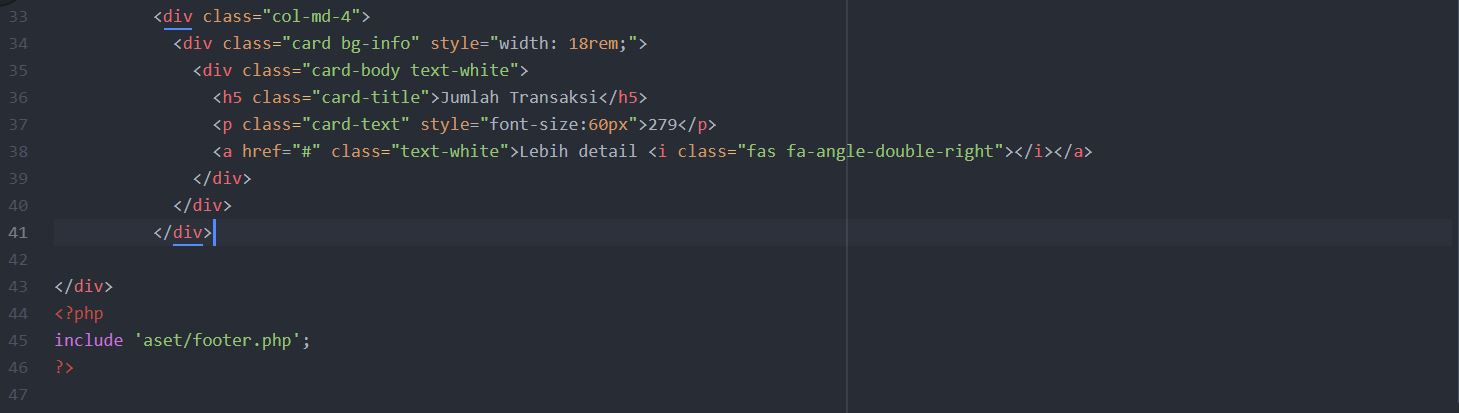 33 <div class="col-md-4">
34 <div class="card bg-info" style="width: 18rem;">
35 <div class="card-body text-white">
36 <h5 class="card-title">Jumlah Transaksi</h5>
37 <p class="card-text" style="font-size:60px">279</p>
38 <a href="#" class="text-white">Lebih detail <i class="fas fa-angle-double-right"></i></a>
39 </div>
40 </div>
41 </div>
42
43 </div>
44 <?php
45 include 'aset/footer.php';
46 ?>
47